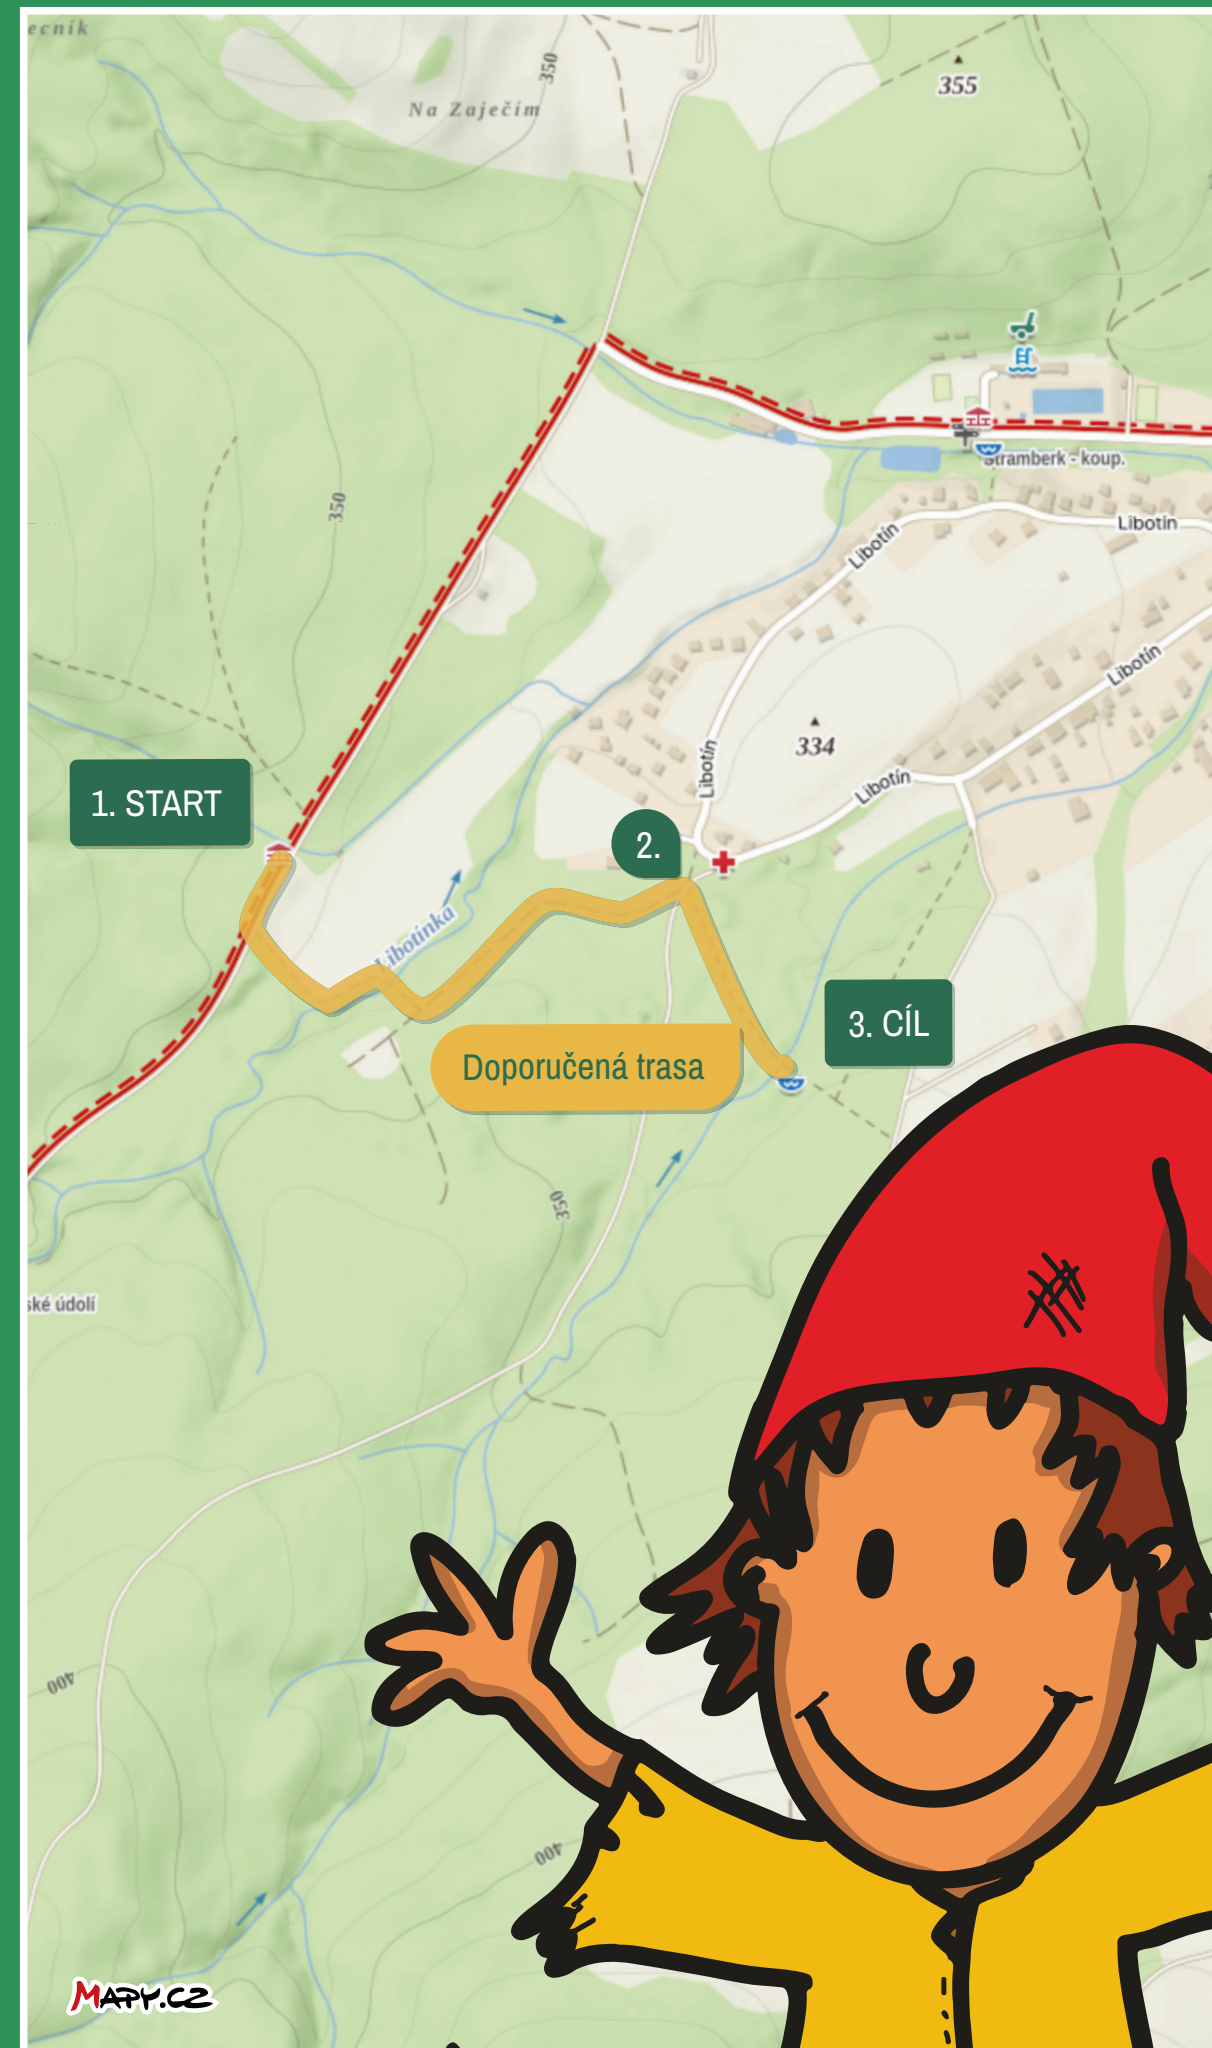 ecník
350
Na Zaječím
355
350
Štramberk - koup.
Libotín
Libotín
Libotín
334
Libotín
Libotín
1. START
2.
Libotínka
3. CÍL
Doporučená trasa
350
ské údolí
400
400
Mapy.cz